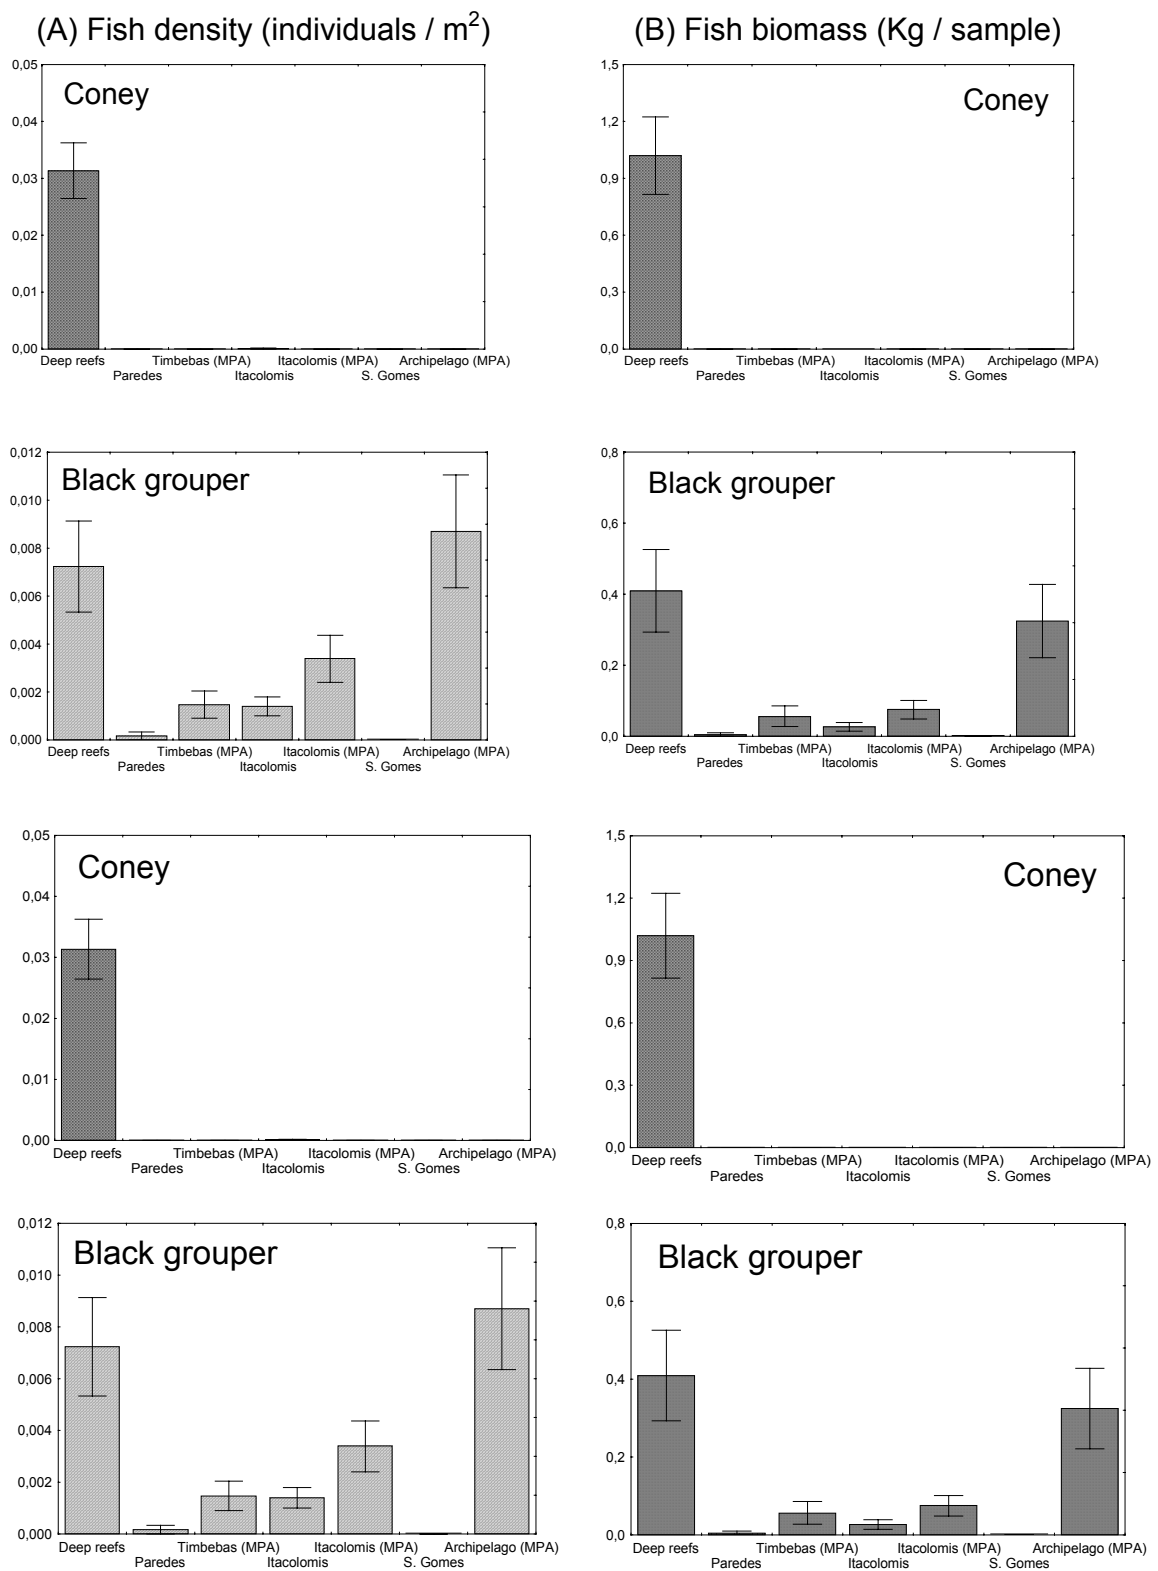 (A) Fish density (individuals / m²)
(B) Fish biomass (Kg / sample)
Coney
0,05
0,04
0,03
0,02
0,01
0,00
Deep reefs Timbebas (MPA) Itacolomis (MPA) Archipelago (MPA)
Paredes Itacolomis S. Gomes
Coney
1,5
1,2
0,9
0,6
0,3
0,0
Deep reefs Timbebas (MPA) Itacolomis (MPA) Archipelago (MPA)
Paredes Itacolomis S. Gomes
Black grouper
0,012
0,010
0,008
0,006
0,004
0,002
0,000
Deep reefs Timbebas (MPA) Itacolomis (MPA) Archipelago (MPA)
Paredes Itacolomis S. Gomes
Black grouper
0,8
0,6
0,4
0,2
0,0
Deep reefs Timbebas (MPA) Itacolomis (MPA) Archipelago (MPA)
Paredes Itacolomis S. Gomes
Coney
0,05
0,04
0,03
0,02
0,01
0,00
Deep reefs Timbebas (MPA) Itacolomis (MPA) Archipelago (MPA)
Paredes Itacolomis S. Gomes
Coney
1,5
1,2
0,9
0,6
0,3
0,0
Deep reefs Timbebas (MPA) Itacolomis (MPA) Archipelago (MPA)
Paredes Itacolomis S. Gomes
Black grouper
0,012
0,010
0,008
0,006
0,004
0,002
0,000
Deep reefs Timbebas (MPA) Itacolomis (MPA) Archipelago (MPA)
Paredes Itacolomis S. Gomes
Black grouper
0,8
0,6
0,4
0,2
0,0
Deep reefs Timbebas (MPA) Itacolomis (MPA) Archipelago (MPA)
Paredes Itacolomis S. Gomes